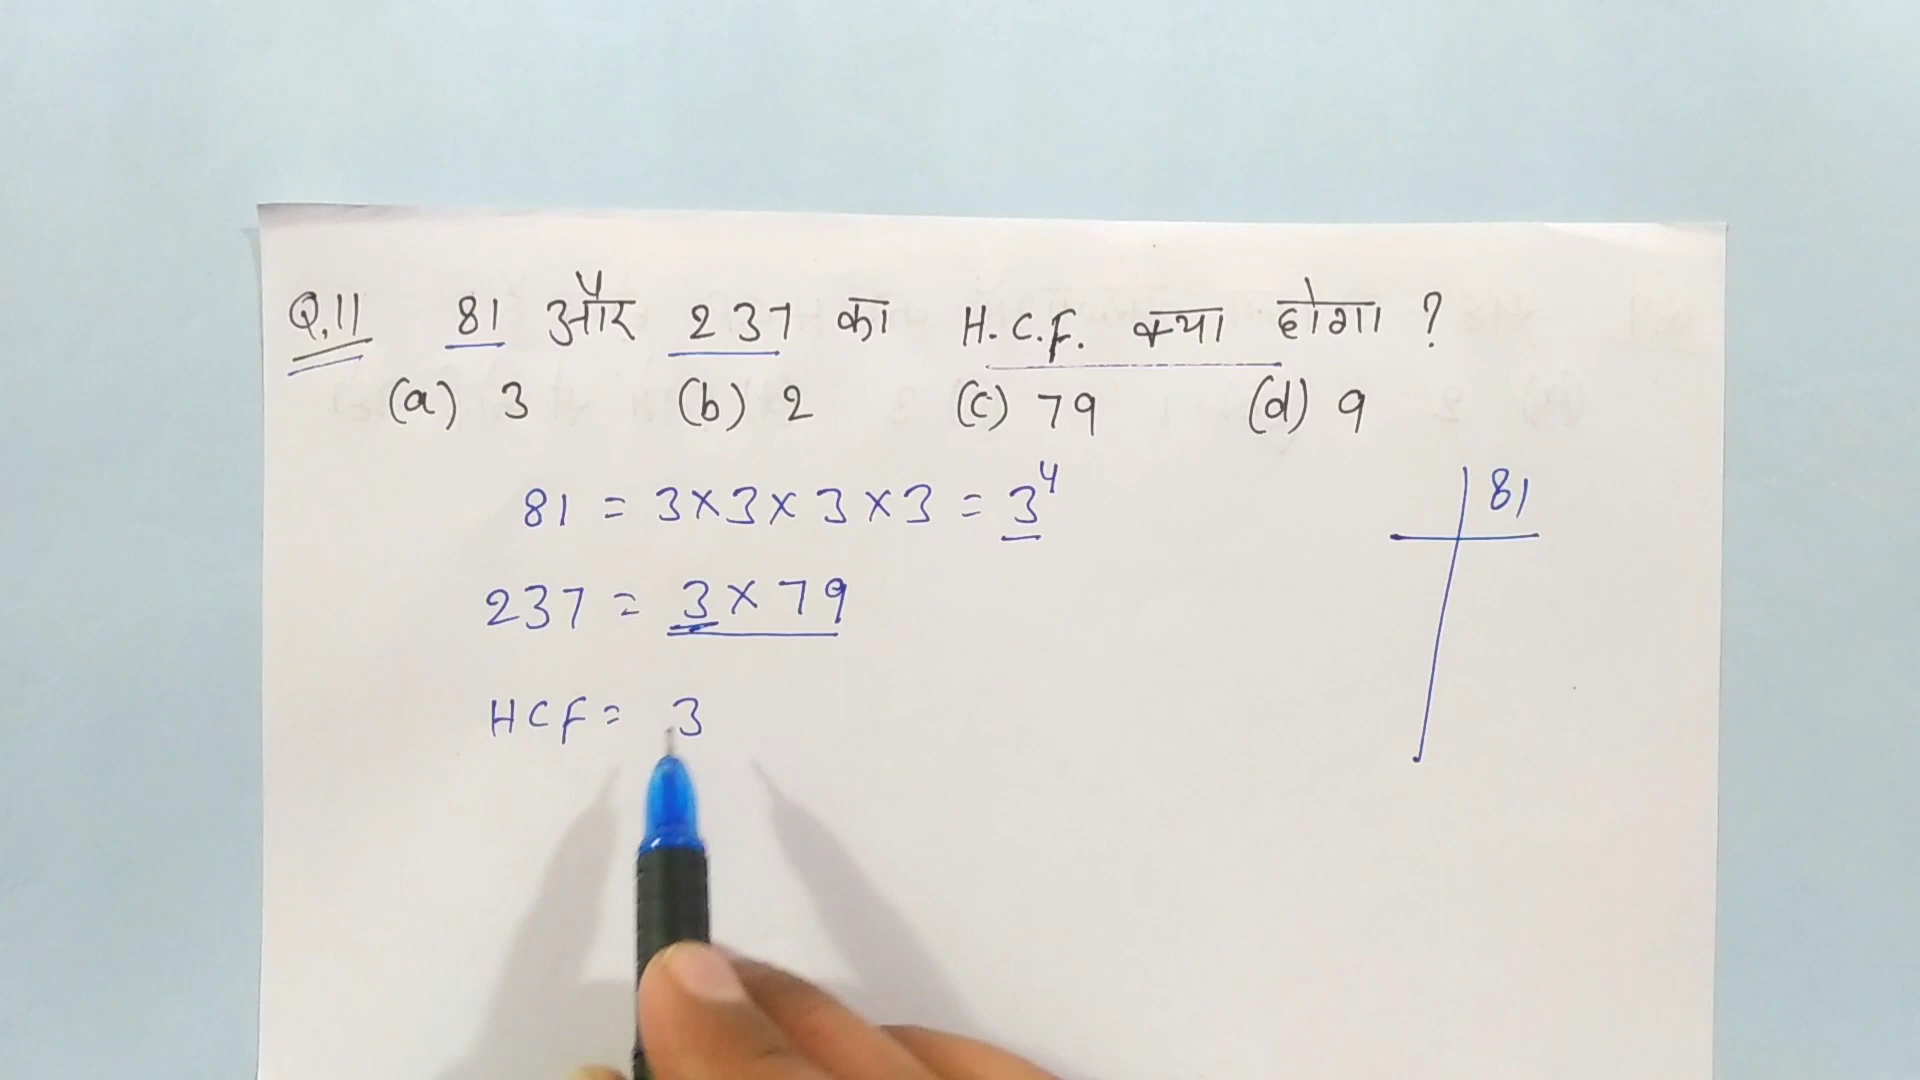 Q.11 81 और 237 का H.C.F. क्या होगा ?
(a) 3 (b) 2 (c) 79 (d) 9
81 = 3×3×3×3 = 3⁴
81
237 = 3×79
HCF = 3